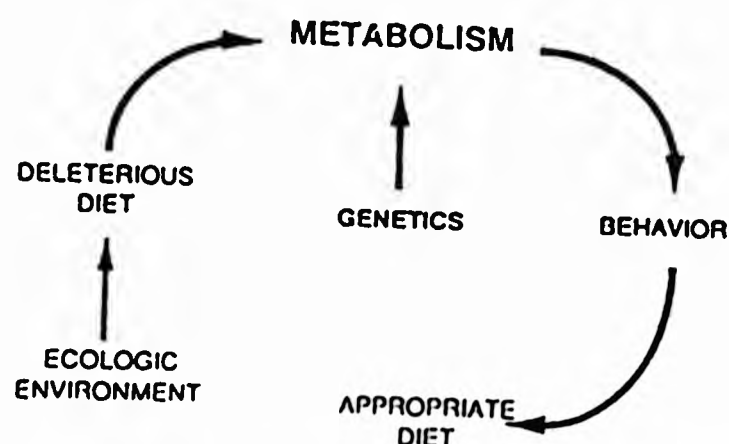 METABOLISM
DELETERIOUS
DIET
GENETICS
BEHAVIOR
ECOLOGIC
ENVIRONMENT
APPROPRIATE
DIET